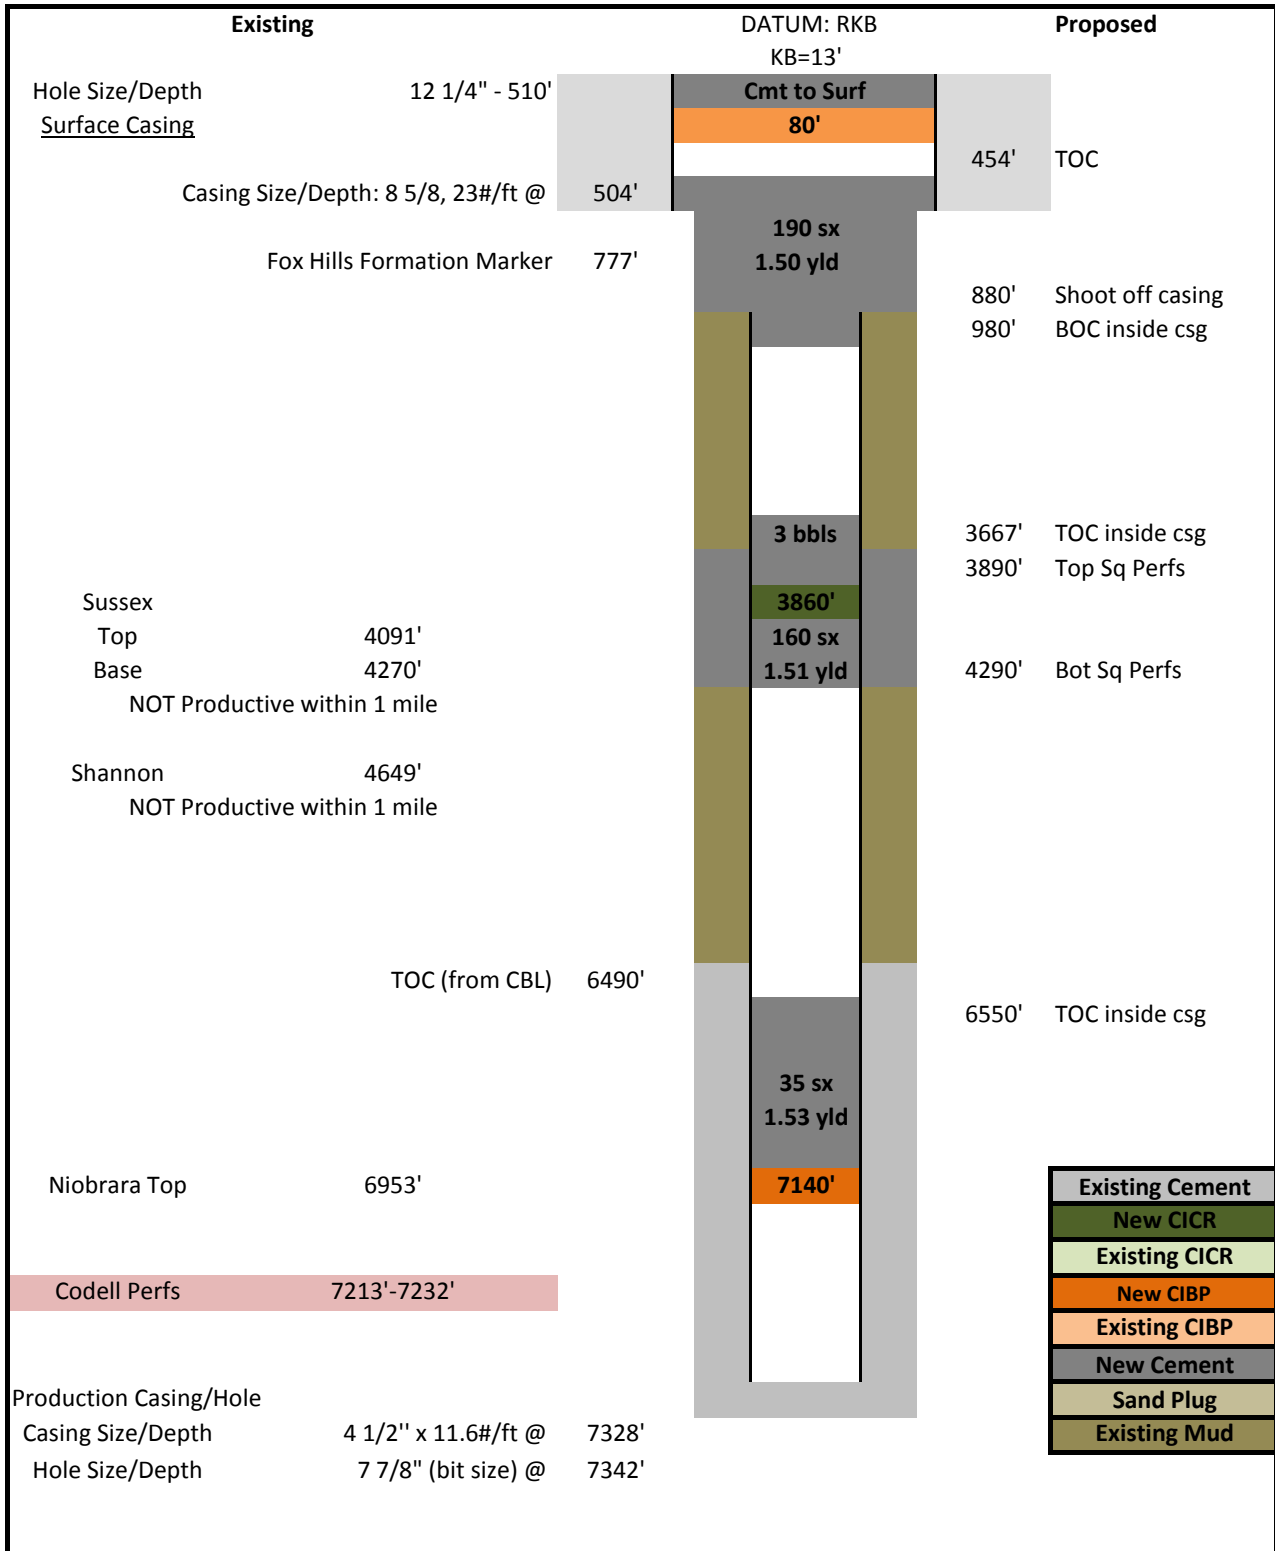 Existing DATUM: RKB Proposed
KB=13'
Hole Size/Depth 12 1/4" - 510' Cmt to Surf
Surface Casing 80'
454' TOC
Casing Size/Depth: 8 5/8, 23#/ft @ 504'
190 sx
Fox Hills Formation Marker 777' 1.50 yld
880' Shoot off casing
980' BOC inside csg
3 bbls 3667' TOC inside csg
3890' Top Sq Perfs
Sussex 3860'
Top 4091' 160 sx
Base 4270' 1.51 yld 4290' Bot Sq Perfs
NOT Productive within 1 mile
Shannon 4649'
NOT Productive within 1 mile
TOC (from CBL) 6490'
6550' TOC inside csg
35 sx
1.53 yld
Niobrara Top 6953' 7140' Existing Cement
New CICR
Existing CICR
Codell Perfs 7213'-7232' New CIBP
Existing CIBP
New Cement
Production Casing/Hole Sand Plug
Casing Size/Depth 4 1/2'' x 11.6#/ft @ 7328' Existing Mud
Hole Size/Depth 7 7/8" (bit size) @ 7342'